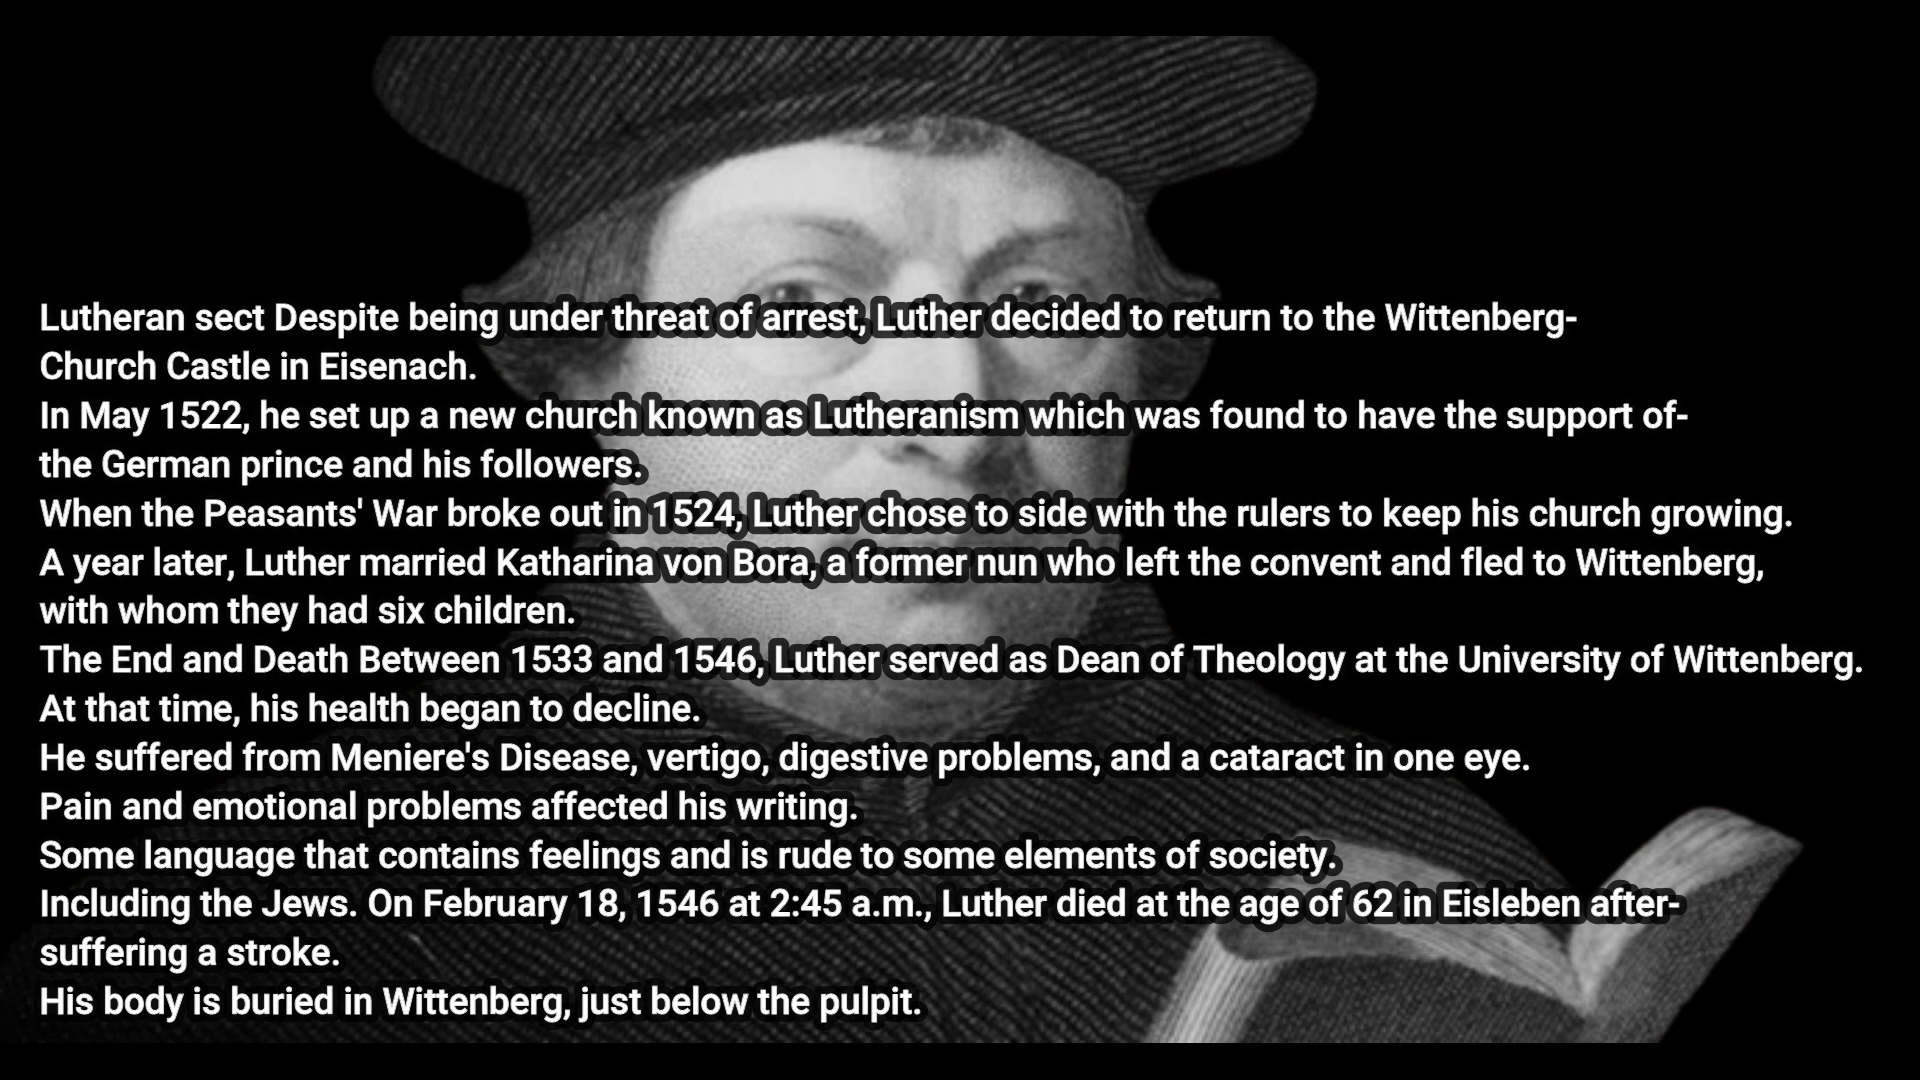 Lutheran sect Despite being under threat of arrest, Luther decided to return to the Wittenberg-
Church Castle in Eisenach.
In May 1522, he set up a new church known as Lutheranism which was found to have the support of-
the German prince and his followers.
When the Peasants' War broke out in 1524, Luther chose to side with the rulers to keep his church growing.
A year later, Luther married Katharina von Bora, a former nun who left the convent and fled to Wittenberg,
with whom they had six children.
The End and Death Between 1533 and 1546, Luther served as Dean of Theology at the University of Wittenberg.
At that time, his health began to decline.
He suffered from Meniere's Disease, vertigo, digestive problems, and a cataract in one eye.
Pain and emotional problems affected his writing.
Some language that contains feelings and is rude to some elements of society.
Including the Jews. On February 18, 1546 at 2:45 a.m., Luther died at the age of 62 in Eisleben after-
suffering a stroke.
His body is buried in Wittenberg, just below the pulpit.